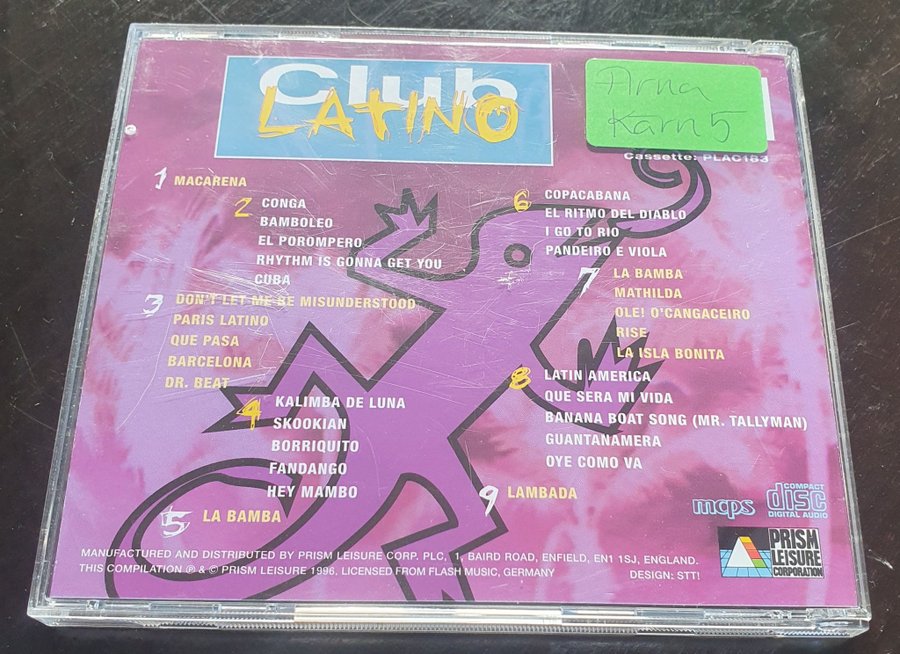 Club
LATINO
Arna
Karn 5
Cassette: PLAC183
1 MACARENA
2 CONGA
BAMBOLEO
EL POROMPERO
RHYTHM IS GONNA GET YOU
CUBA
3 DON'T LET ME BE MISUNDERSTOOD
PARIS LATINO
QUE PASA
BARCELONA
DR. BEAT
4 KALIMBA DE LUNA
SKOOKIAN
BORRIQUITO
FANDANGO
HEY MAMBO
5 LA BAMBA
6 COPACABANA
EL RITMO DEL DIABLO
I GO TO RIO
PANDEIRO E VIOLA
7 LA BAMBA
MATHILDA
OLE! O'CANGACEIRO
RISE
LA ISLA BONITA
8 LATIN AMERICA
QUE SERA MI VIDA
BANANA BOAT SONG (MR. TALLYMAN)
GUANTANAMERA
OYE COMO VA
9 LAMBADA
mcps
COMPACT
disc
DIGITAL AUDIO
MANUFACTURED AND DISTRIBUTED BY PRISM LEISURE CORP. PLC, 1, BAIRD ROAD, ENFIELD, EN1 1SJ, ENGLAND.
THIS COMPILATION ℗ & © PRISM LEISURE 1996. LICENSED FROM FLASH MUSIC, GERMANY
DESIGN: STT!
PRISM
LEISURE
CORPORATION